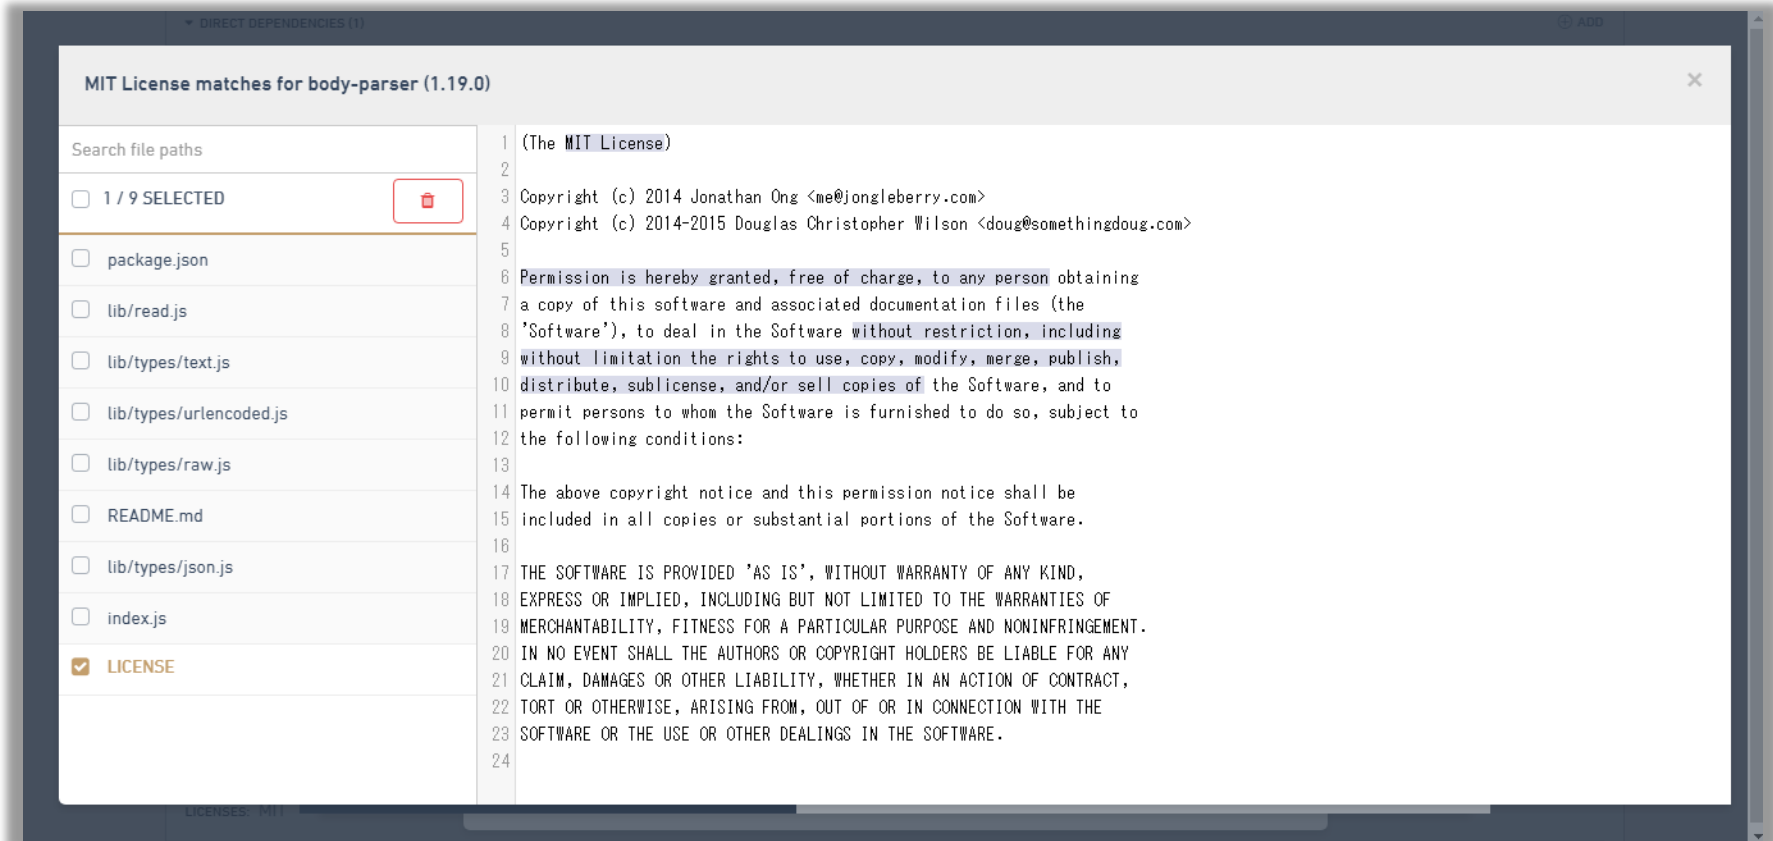 DIRECT DEPENDENCIES (1)
ADD
MIT License matches for body-parser (1.19.0)
Search file paths
1 / 9 SELECTED
package.json
lib/read.js
lib/types/text.js
lib/types/urlencoded.js
lib/types/raw.js
README.md
lib/types/json.js
index.js
LICENSE
1 (The MIT License)
2
3 Copyright (c) 2014 Jonathan Ong <me@jongleberry.com>
4 Copyright (c) 2014-2015 Douglas Christopher Wilson <doug@somethingdoug.com>
5
6 Permission is hereby granted, free of charge, to any person obtaining
7 a copy of this software and associated documentation files (the
8 'Software'), to deal in the Software without restriction, including
9 without limitation the rights to use, copy, modify, merge, publish,
10 distribute, sublicense, and/or sell copies of the Software, and to
11 permit persons to whom the Software is furnished to do so, subject to
12 the following conditions:
13
14 The above copyright notice and this permission notice shall be
15 included in all copies or substantial portions of the Software.
16
17 THE SOFTWARE IS PROVIDED 'AS IS', WITHOUT WARRANTY OF ANY KIND,
18 EXPRESS OR IMPLIED, INCLUDING BUT NOT LIMITED TO THE WARRANTIES OF
19 MERCHANTABILITY, FITNESS FOR A PARTICULAR PURPOSE AND NONINFRINGEMENT.
20 IN NO EVENT SHALL THE AUTHORS OR COPYRIGHT HOLDERS BE LIABLE FOR ANY
21 CLAIM, DAMAGES OR OTHER LIABILITY, WHETHER IN AN ACTION OF CONTRACT,
22 TORT OR OTHERWISE, ARISING FROM, OUT OF OR IN CONNECTION WITH THE
23 SOFTWARE OR THE USE OR OTHER DEALINGS IN THE SOFTWARE.
24
LICENSES: MIT